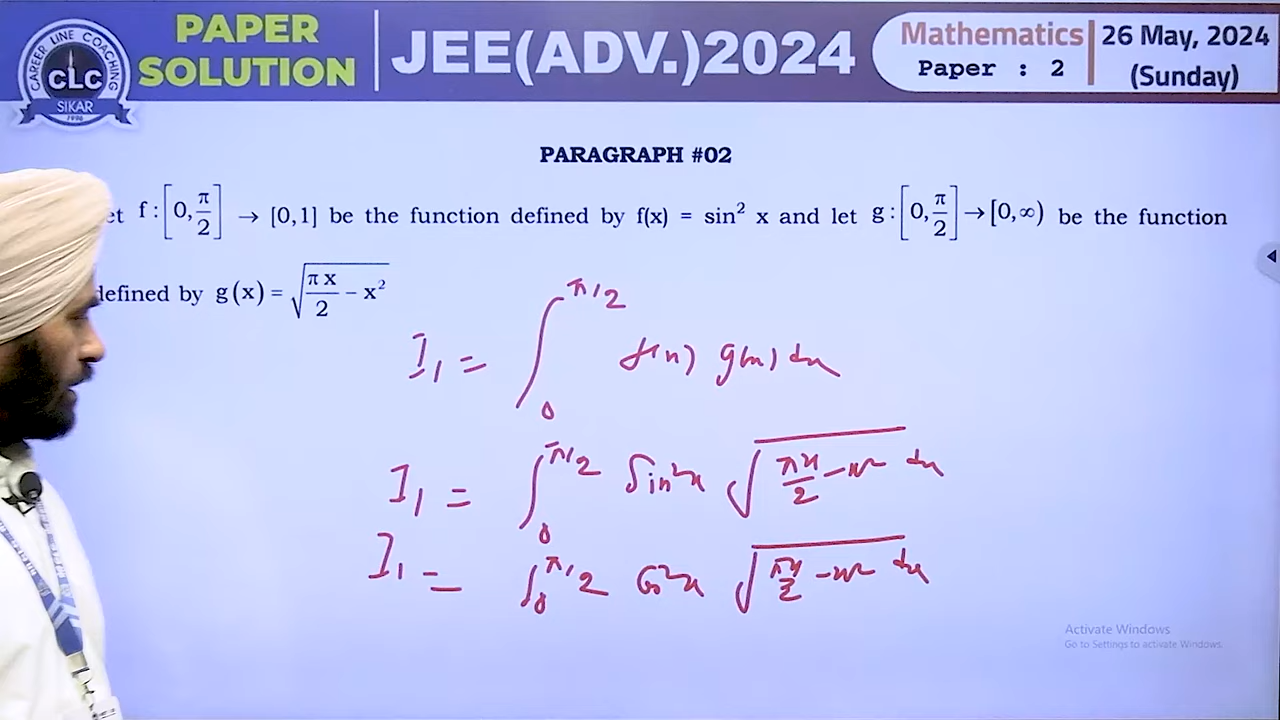 CAREER LINE COACHING
CLC
SIKAR
1996
PAPER SOLUTION
JEE(ADV.)2024
Mathematics
Paper : 2
26 May, 2024
(Sunday)
PARAGRAPH #02
et f : [0, π/2] → [0,1] be the function defined by f(x) = sin² x and let g : [0, π/2] → [0,∞) be the function
defined by g(x) = √(πx/2 − x²)
I₁ = ∫₀^(π/2) f(x) g(x) dx
I₁ = ∫₀^(π/2) Sin²x √(πx/2 − x²) dx
I₁ = ∫₀^(π/2) Cos²x √(πx/2 − x²) dx
Activate Windows
Go to Settings to activate Windows.